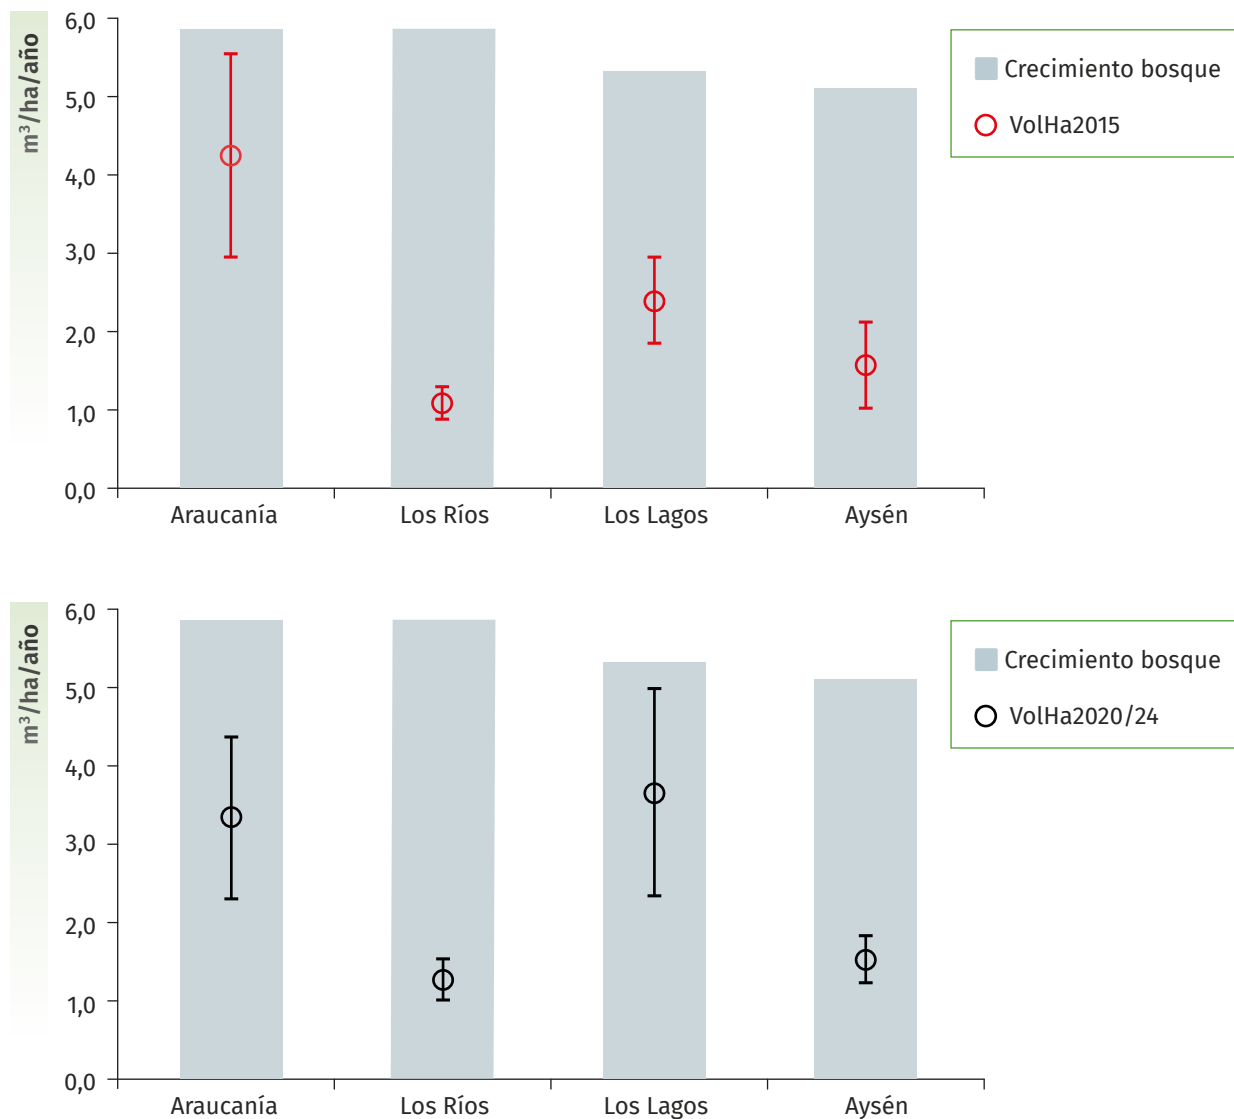 m³/ha/año
6,0
5,0
4,0
3,0
2,0
1,0
0,0
Araucanía Los Ríos Los Lagos Aysén
Crecimiento bosque
VolHa2015
m³/ha/año
6,0
5,0
4,0
3,0
2,0
1,0
0,0
Araucanía Los Ríos Los Lagos Aysén
Crecimiento bosque
VolHa2020/24